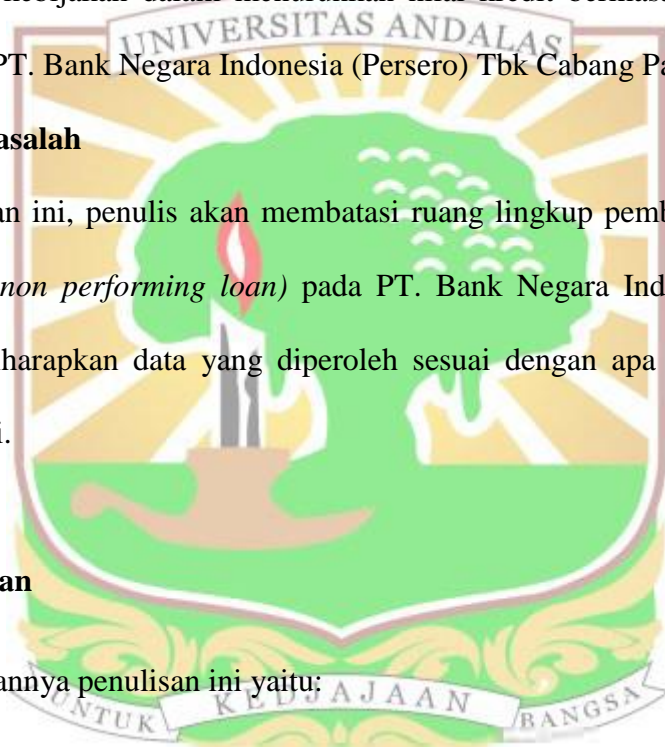 UNIVERSITAS ANDALAS
PT. Bank Negara Indonesia (Persero) Tbk Cabang Pa
asalah
an ini, penulis akan membatasi ruang lingkup pemb
non performing loan) pada PT. Bank Negara Ind
harapkan data yang diperoleh sesuai dengan apa
i.
an
annya penulisan ini yaitu:
UNTUK KEDJAJAAN BANGSA